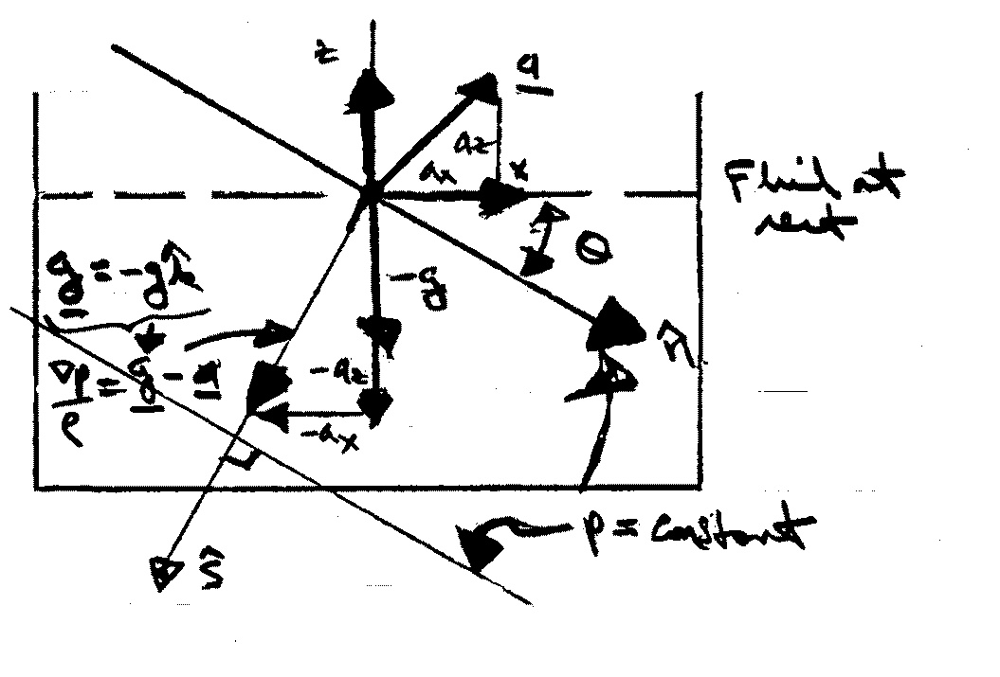 z
a
az
ax
x
Fluid at
rest
θ
g = -gk̂
-g
n̂
∇p/ρ = g - a
-az
-ax
p = constant
ŝ